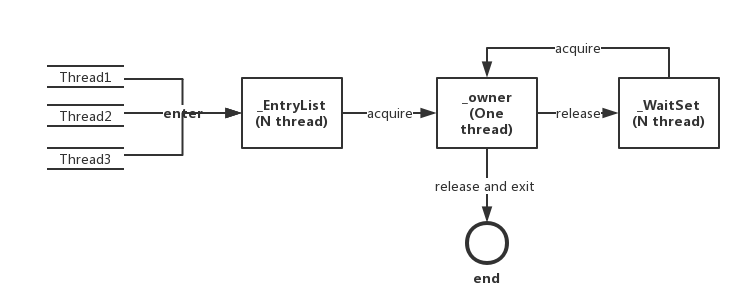 acquire
Thread1
Thread2
Thread3
enter
_EntryList
(N thread)
acquire
_owner
(One
thread)
release
_WaitSet
(N thread)
release and exit
end